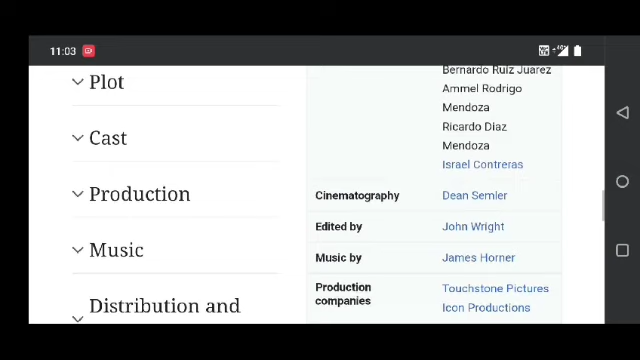 11:03
Plot
Cast
Production
Music
Distribution and
Bernardo Ruiz Juarez
Ammel Rodrigo
Mendoza
Ricardo Diaz
Mendoza
Israel Contreras
Cinematography Dean Semler
Edited by John Wright
Music by James Horner
Production companies Touchstone Pictures
Icon Productions